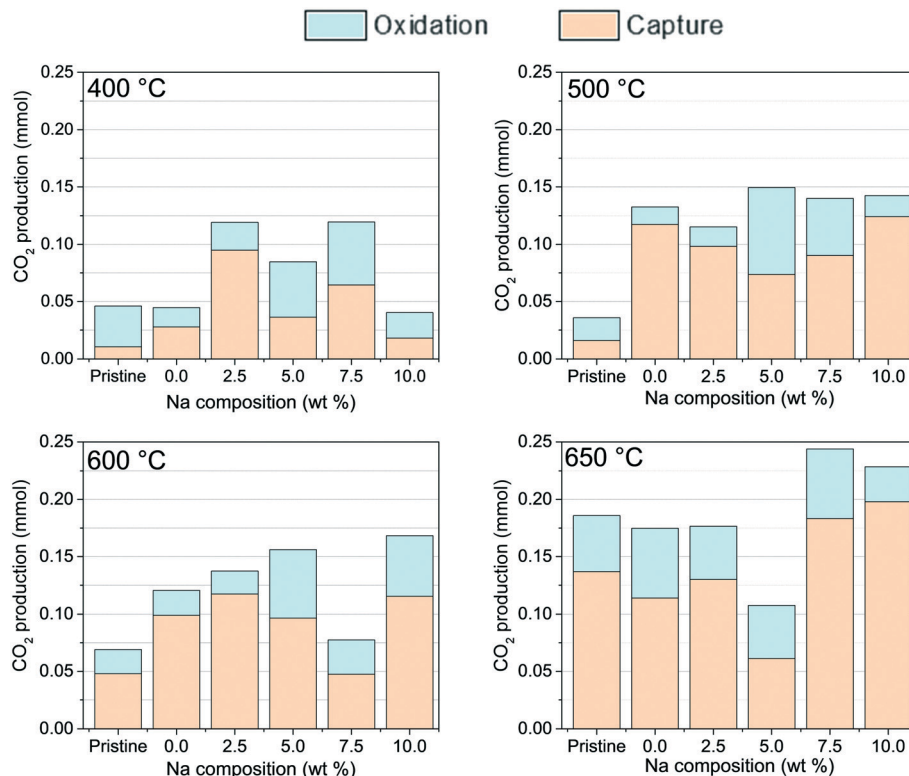 Oxidation Capture
400 °C
0.25
0.20
0.15
0.10
0.05
0.00
CO₂ production (mmol)
Pristine 0.0 2.5 5.0 7.5 10.0
Na composition (wt %)
500 °C
0.25
0.20
0.15
0.10
0.05
0.00
CO₂ production (mmol)
Pristine 0.0 2.5 5.0 7.5 10.0
Na composition (wt %)
600 °C
0.25
0.20
0.15
0.10
0.05
0.00
CO₂ production (mmol)
Pristine 0.0 2.5 5.0 7.5 10.0
Na composition (wt %)
650 °C
0.25
0.20
0.15
0.10
0.05
0.00
CO₂ production (mmol)
Pristine 0.0 2.5 5.0 7.5 10.0
Na composition (wt %)